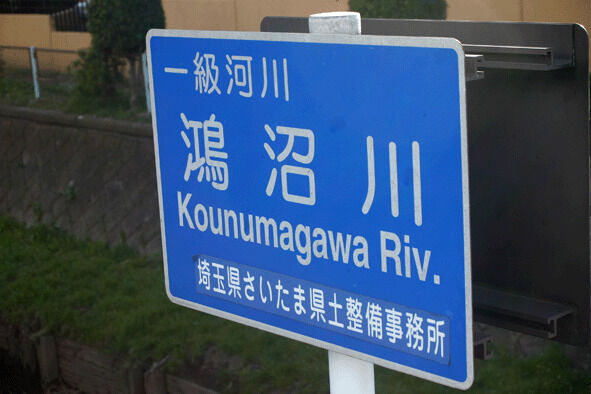 一級河川
鴻沼川
Kounumagawa Riv.
埼玉県さいたま県土整備事務所